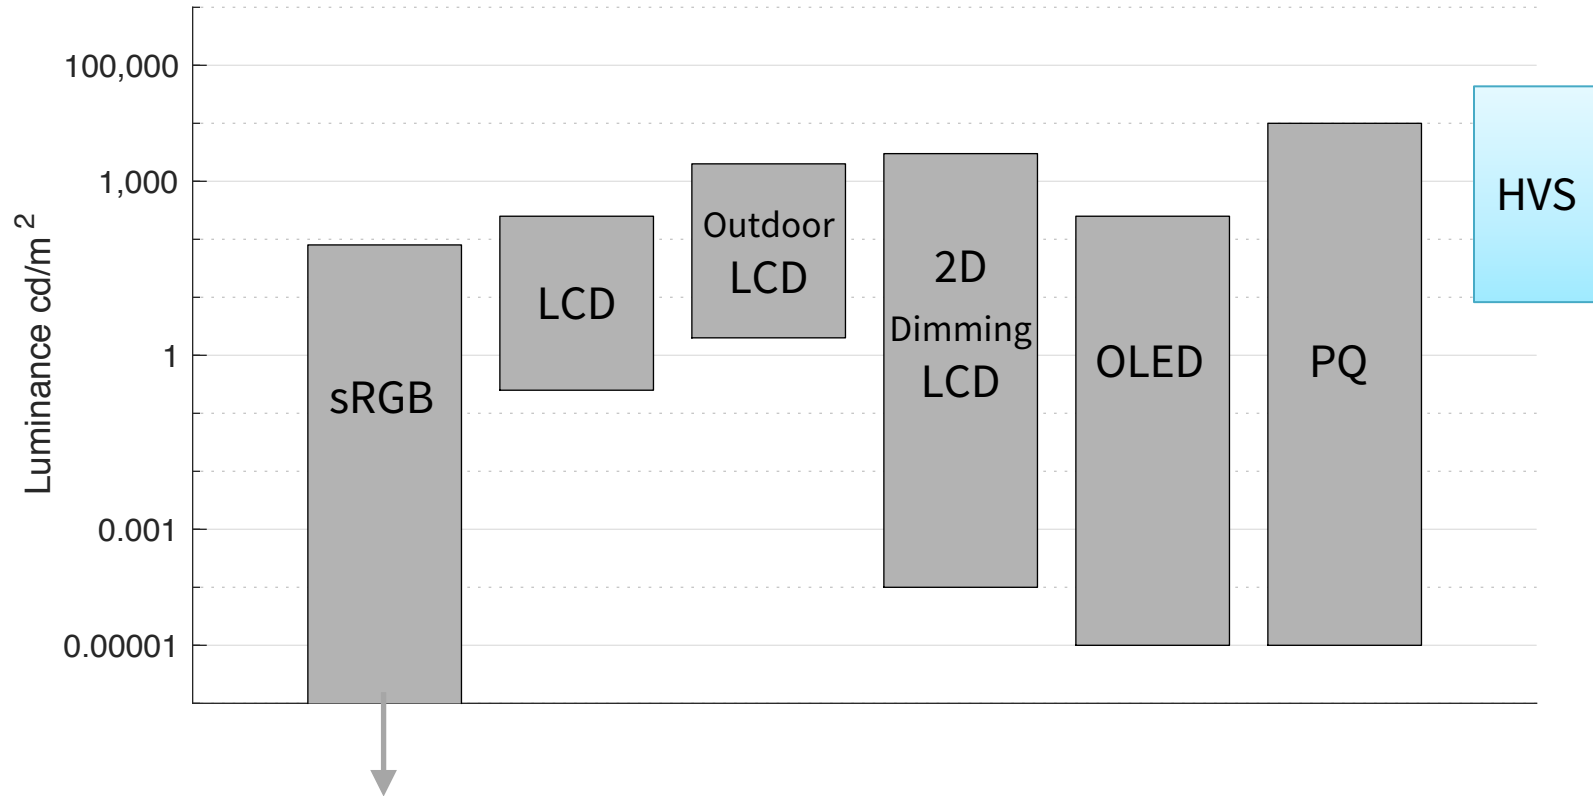 100,000
1,000
1
0.001
0.00001
Luminance cd/m²
sRGB
LCD
Outdoor
LCD
2D
Dimming
LCD
OLED
PQ
HVS